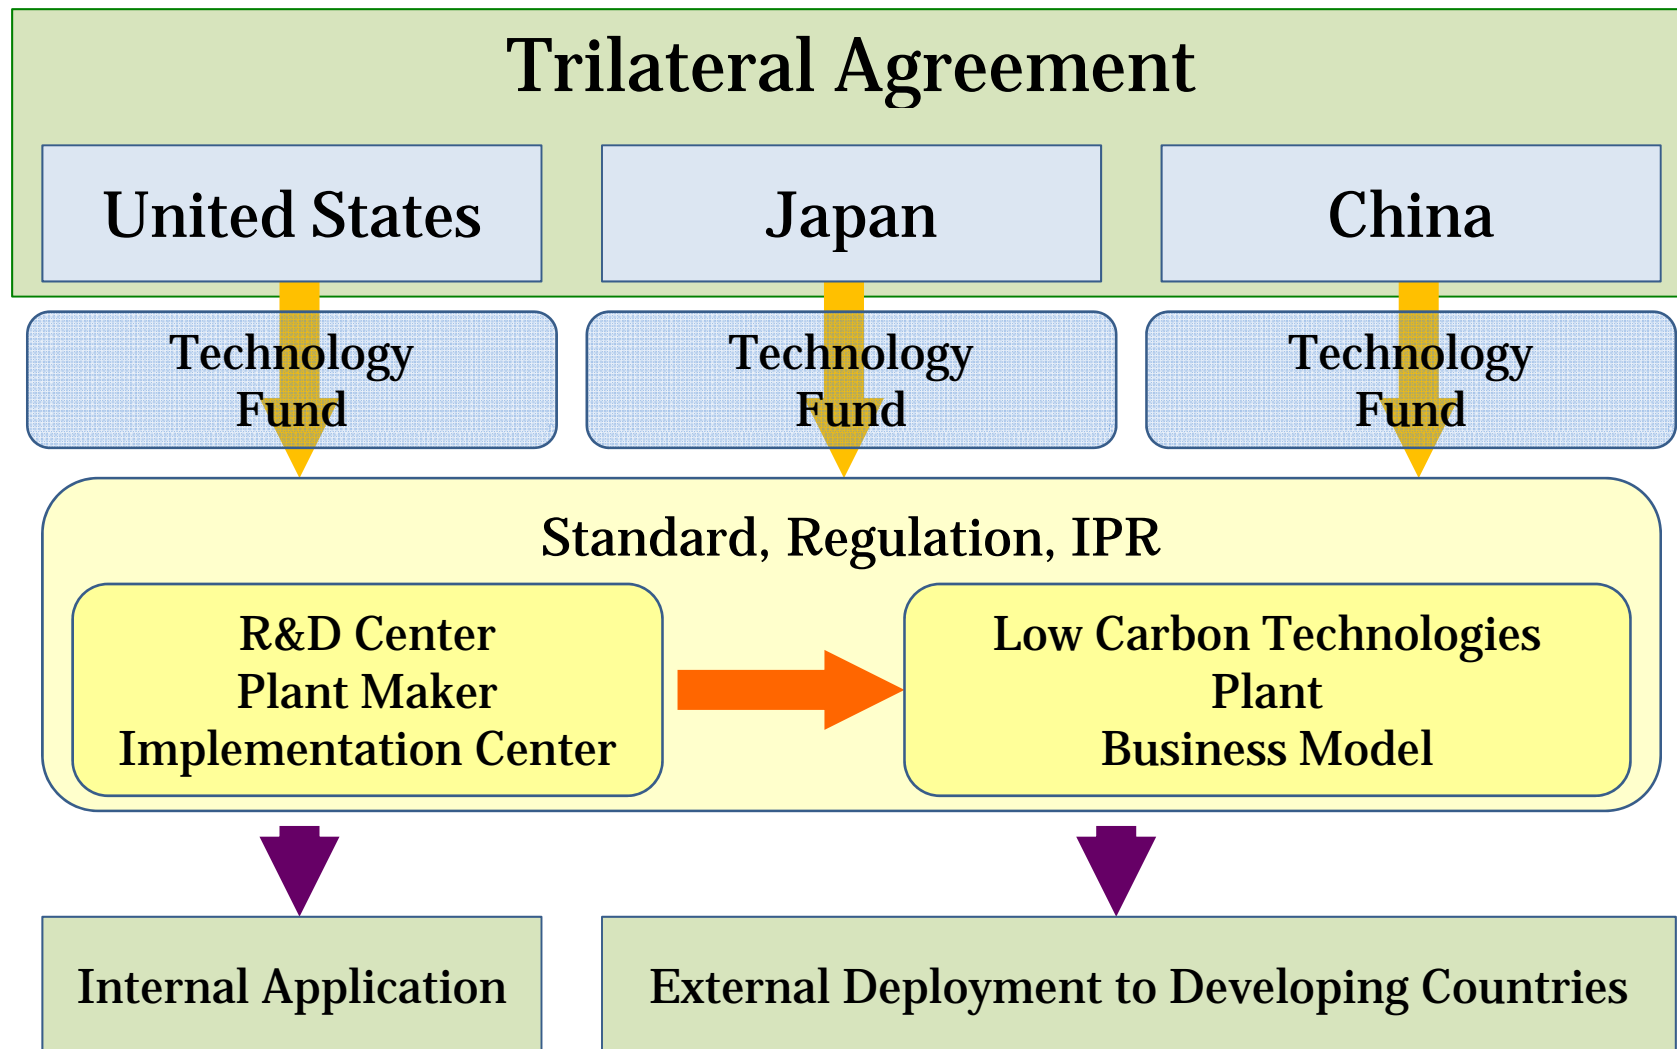 Trilateral Agreement
United States
Japan
China
Technology
Fund
Technology
Fund
Technology
Fund
Standard, Regulation, IPR
R&D Center
Plant Maker
Implementation Center
Low Carbon Technologies
Plant
Business Model
Internal Application
External Deployment to Developing Countries